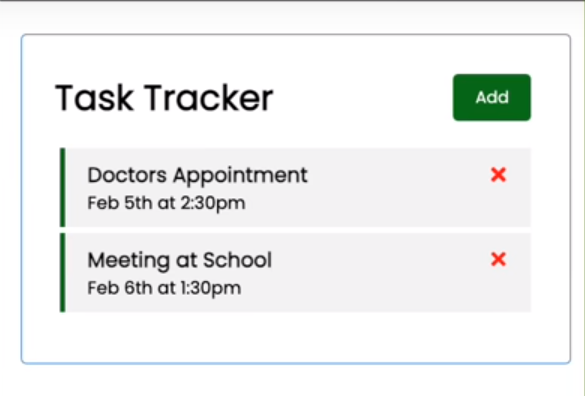 Task Tracker
Add
Doctors Appointment
Feb 5th at 2:30pm
Meeting at School
Feb 6th at 1:30pm